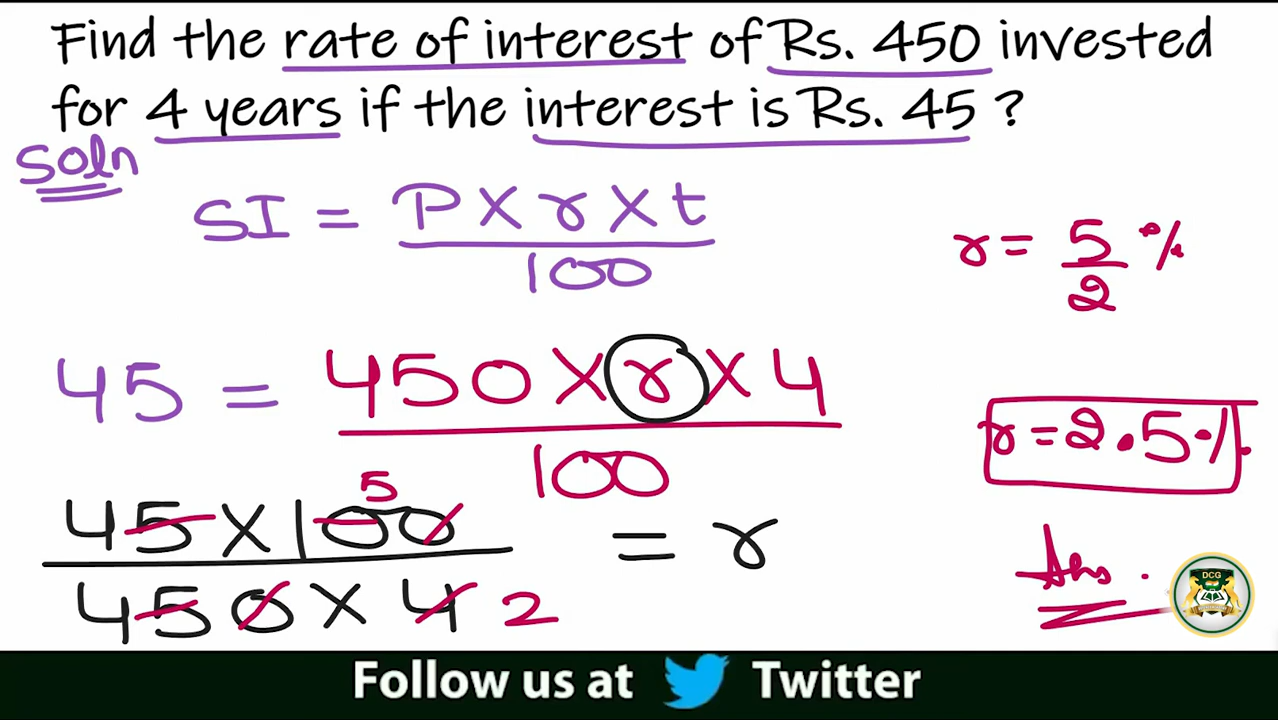 Find the rate of interest of Rs. 450 invested
for 4 years if the interest is Rs. 45 ?
Soln
SI = P X r X t
100
r = 5 %
2
45 = 450 X r X 4
100
r = 2.5%
5
45 X 100 = r
450 X 4 2
Ans.
DCG
Follow us at Twitter